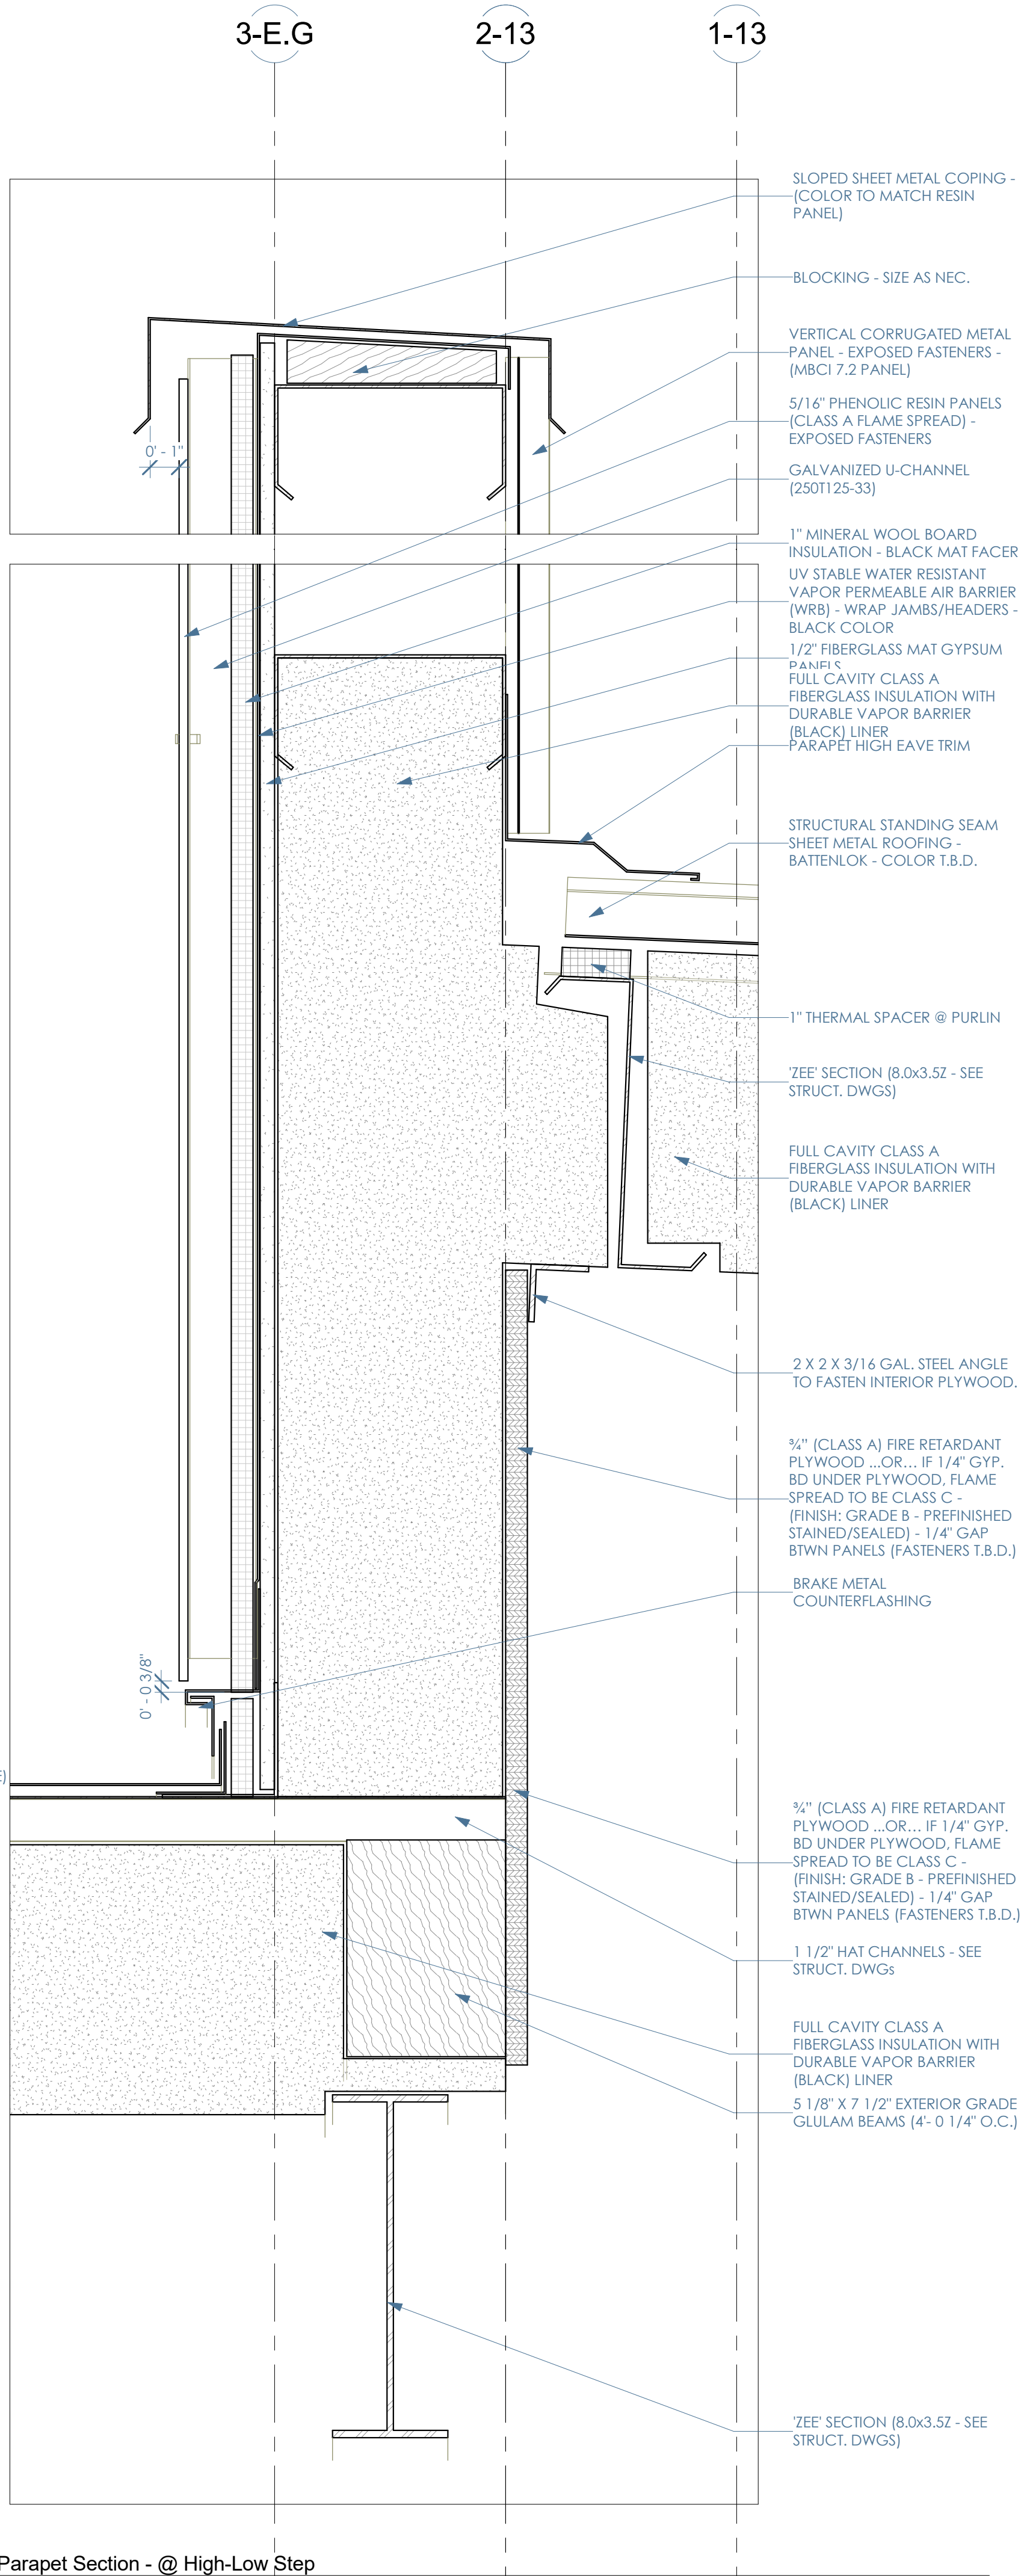 3-E.G
2-13
1-13
SLOPED SHEET METAL COPING -
(COLOR TO MATCH RESIN
PANEL)
BLOCKING - SIZE AS NEC.
VERTICAL CORRUGATED METAL
PANEL - EXPOSED FASTENERS -
(MBCI 7.2 PANEL)
5/16" PHENOLIC RESIN PANELS
(CLASS A FLAME SPREAD) -
EXPOSED FASTENERS
0' - 1"
GALVANIZED U-CHANNEL
(250T125-33)
1" MINERAL WOOL BOARD
INSULATION - BLACK MAT FACER
UV STABLE WATER RESISTANT
VAPOR PERMEABLE AIR BARRIER
(WRB) - WRAP JAMBS/HEADERS -
BLACK COLOR
1/2" FIBERGLASS MAT GYPSUM
PANELS
FULL CAVITY CLASS A
FIBERGLASS INSULATION WITH
DURABLE VAPOR BARRIER
(BLACK) LINER
PARAPET HIGH EAVE TRIM
STRUCTURAL STANDING SEAM
SHEET METAL ROOFING -
BATTENLOK - COLOR T.B.D.
1" THERMAL SPACER @ PURLIN
'ZEE' SECTION (8.0x3.5Z - SEE
STRUCT. DWGS)
FULL CAVITY CLASS A
FIBERGLASS INSULATION WITH
DURABLE VAPOR BARRIER
(BLACK) LINER
2 X 2 X 3/16 GAL. STEEL ANGLE
TO FASTEN INTERIOR PLYWOOD.
¾" (CLASS A) FIRE RETARDANT
PLYWOOD ...OR... IF 1/4" GYP.
BD UNDER PLYWOOD, FLAME
SPREAD TO BE CLASS C -
(FINISH: GRADE B - PREFINISHED
STAINED/SEALED) - 1/4" GAP
BTWN PANELS (FASTENERS T.B.D.)
BRAKE METAL
COUNTERFLASHING
0' - 0 3/8"
¾" (CLASS A) FIRE RETARDANT
PLYWOOD ...OR... IF 1/4" GYP.
BD UNDER PLYWOOD, FLAME
SPREAD TO BE CLASS C -
(FINISH: GRADE B - PREFINISHED
STAINED/SEALED) - 1/4" GAP
BTWN PANELS (FASTENERS T.B.D.)
1 1/2" HAT CHANNELS - SEE
STRUCT. DWGs
FULL CAVITY CLASS A
FIBERGLASS INSULATION WITH
DURABLE VAPOR BARRIER
(BLACK) LINER
5 1/8" X 7 1/2" EXTERIOR GRADE
GLULAM BEAMS (4'- 0 1/4" O.C.)
'ZEE' SECTION (8.0x3.5Z - SEE
STRUCT. DWGS)
Parapet Section - @ High-Low Step